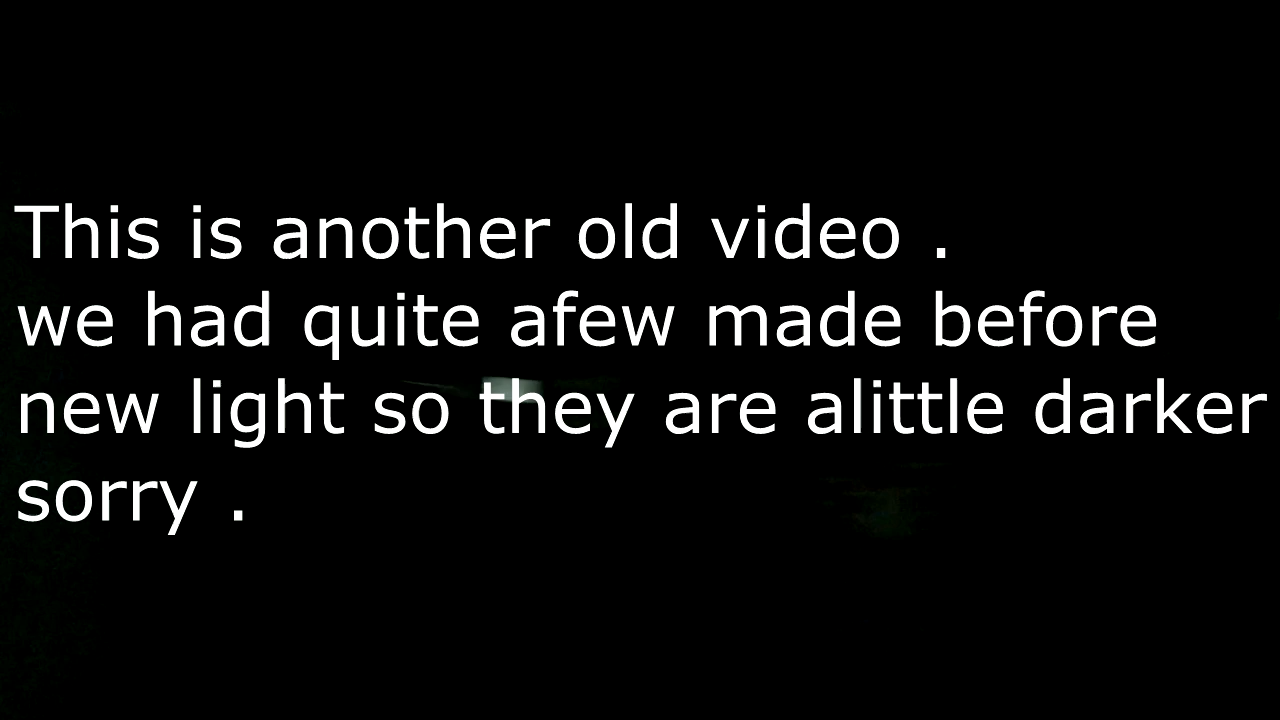 This is another old video .
we had quite afew made before
new light so they are alittle darker
sorry .